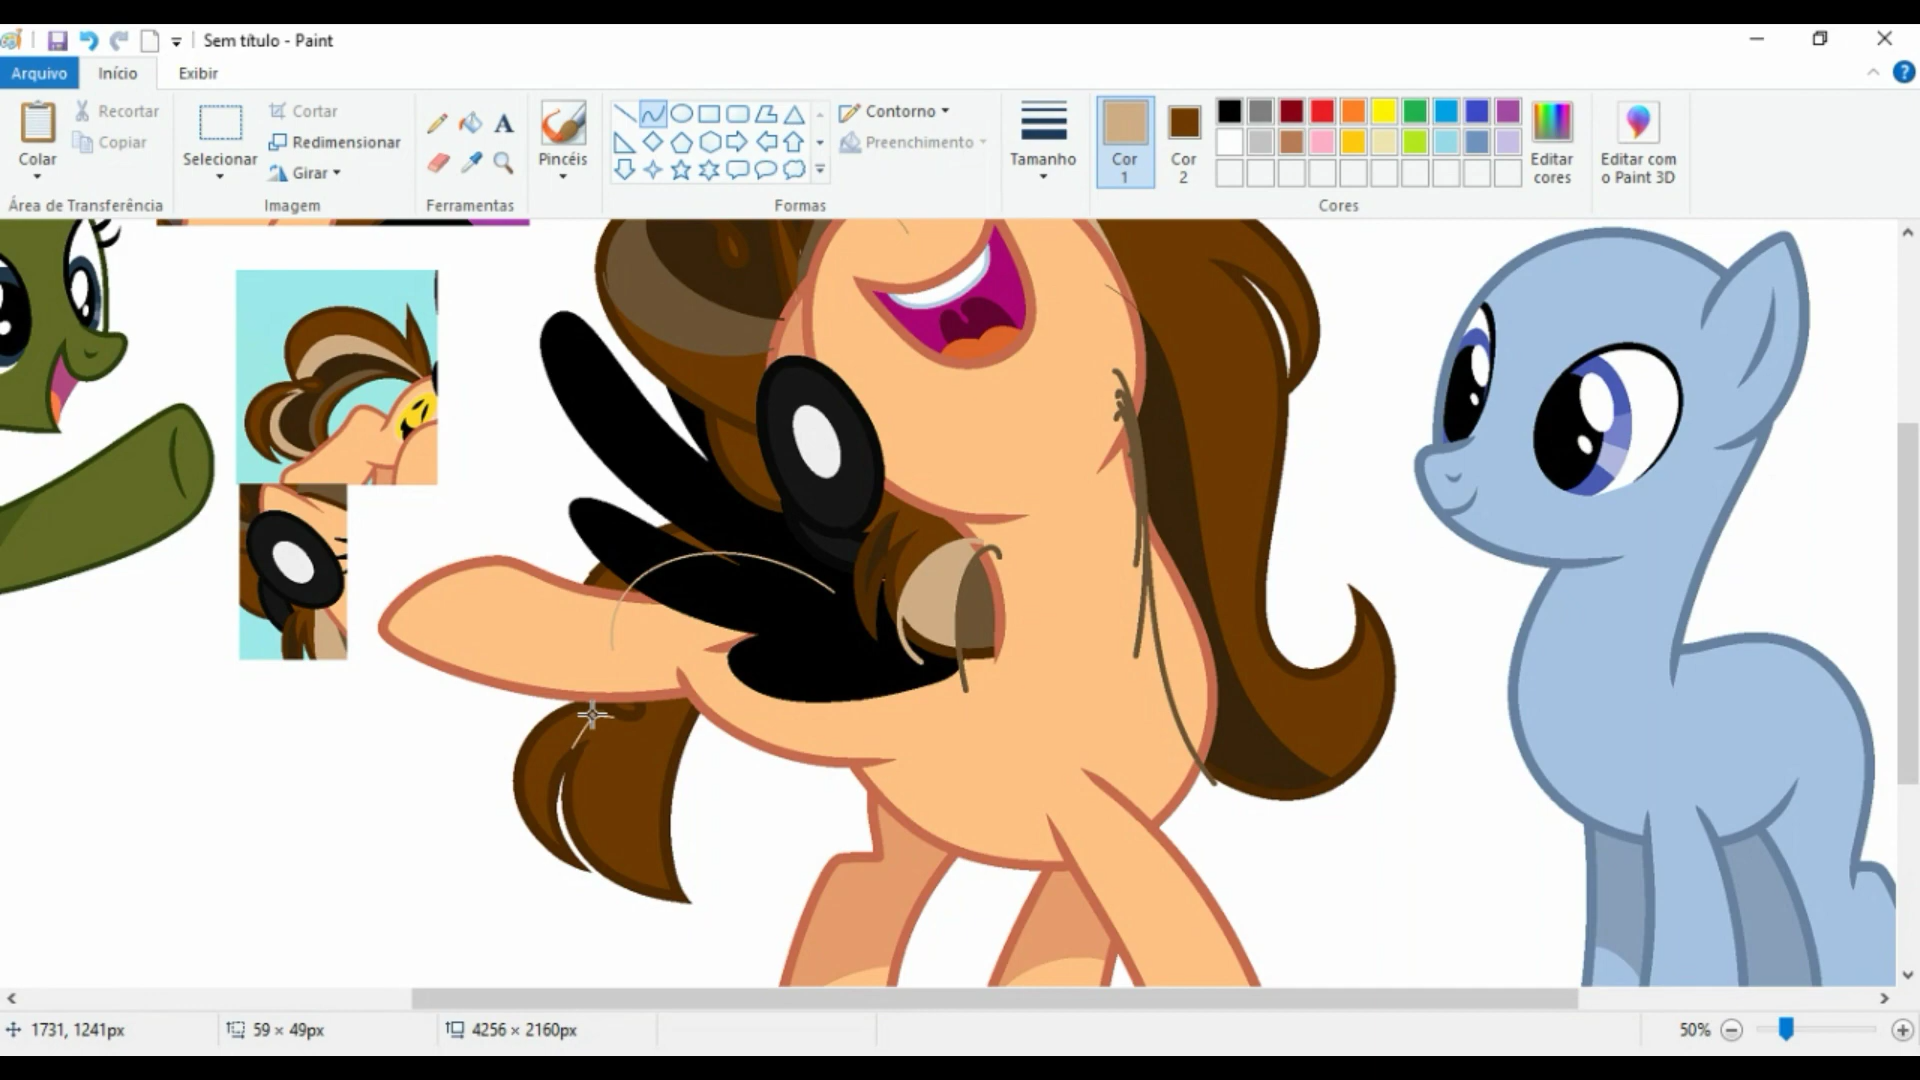 Sem título - Paint
Arquivo
Início
Exibir
Colar
Recortar
Copiar
Área de Transferência
Selecionar
Cortar
Redimensionar
Girar
Imagem
A
Ferramentas
Pincéis
Contorno
Preenchimento
Formas
Tamanho
Cor
1
Cor
2
Editar
cores
Cores
Editar com
o Paint 3D
?
1731, 1241px
59 × 49px
4256 × 2160px
50%